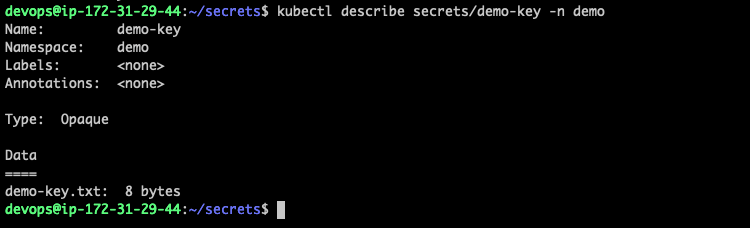 devops@ip-172-31-29-44:~/secrets$ kubectl describe secrets/demo-key -n demo
Name:         demo-key
Namespace:    demo
Labels:       <none>
Annotations:  <none>

Type:  Opaque

Data
====
demo-key.txt:  8 bytes
devops@ip-172-31-29-44:~/secrets$